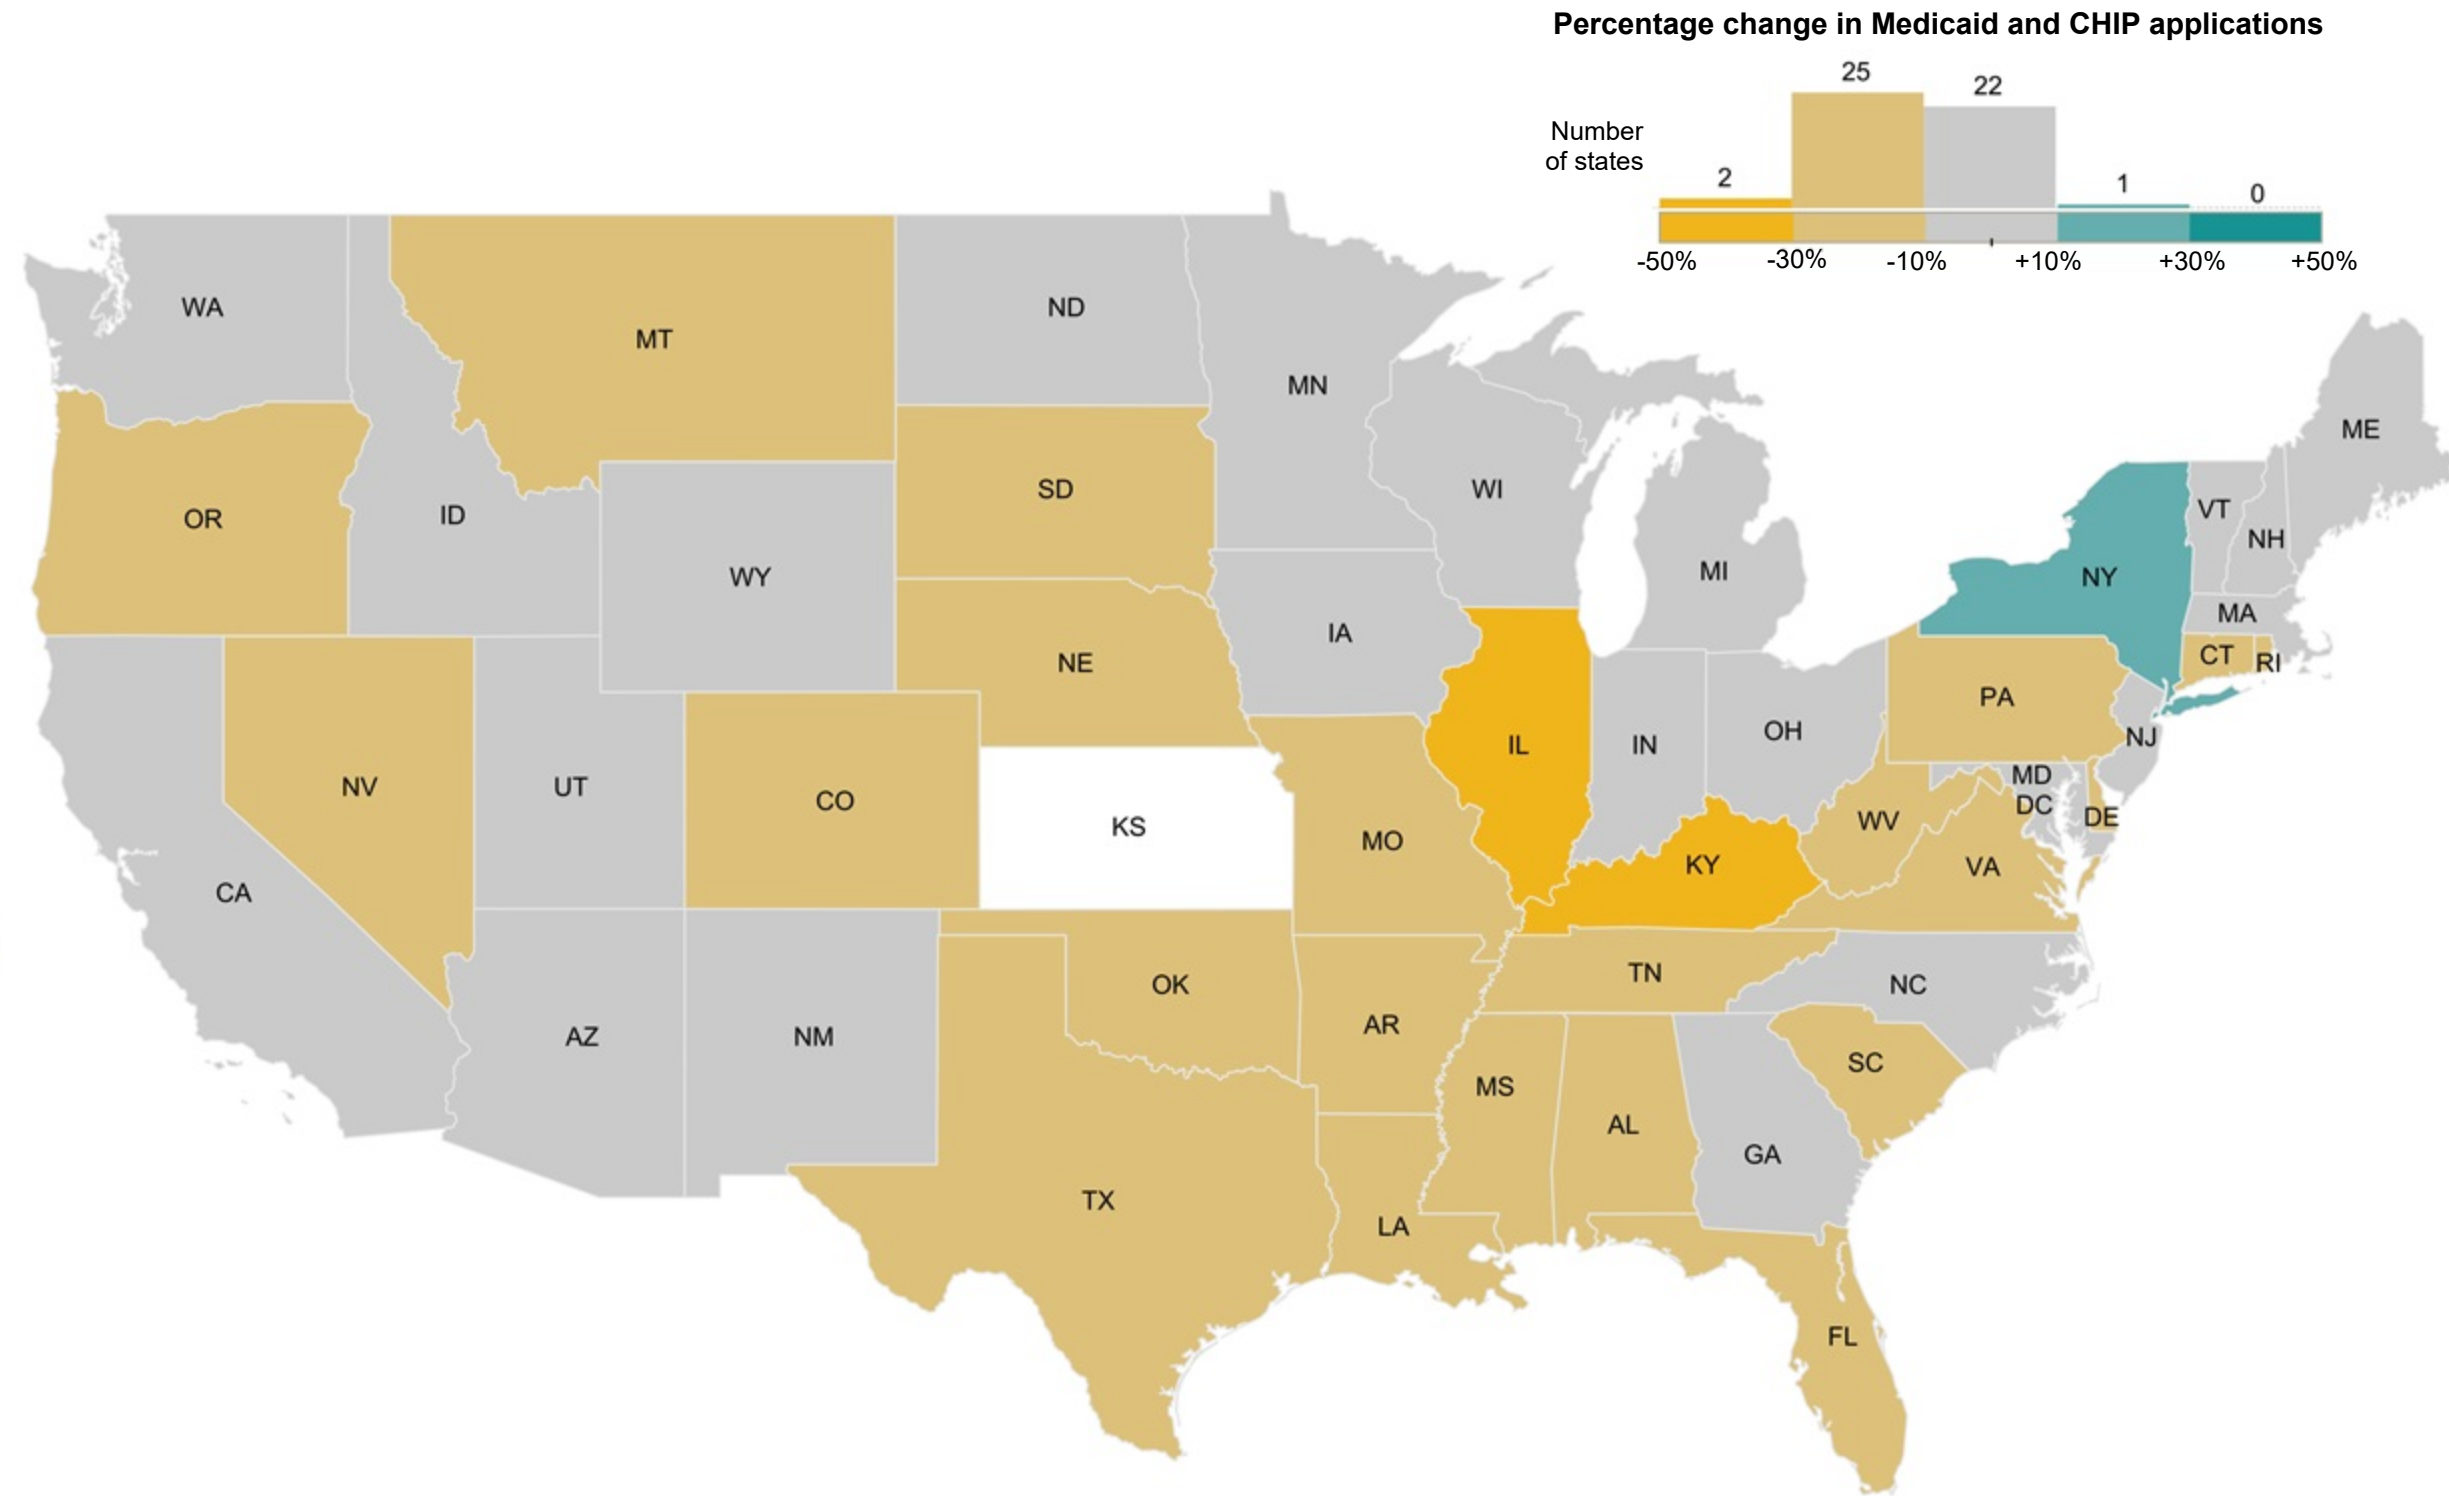 Percentage change in Medicaid and CHIP applications
25
22
Number
of states
2
1
0
-50%
-30%
-10%
+10%
+30%
+50%
WA
MT
ND
MN
ME
OR
ID
SD
WI
VT
NH
WY
MI
NY
MA
IA
NE
CT
RI
PA
NV
UT
CO
KS
IL
IN
OH
NJ
MD
DC
DE
MO
WV
KY
VA
CA
AZ
NM
OK
AR
TN
NC
SC
MS
AL
GA
TX
LA
FL